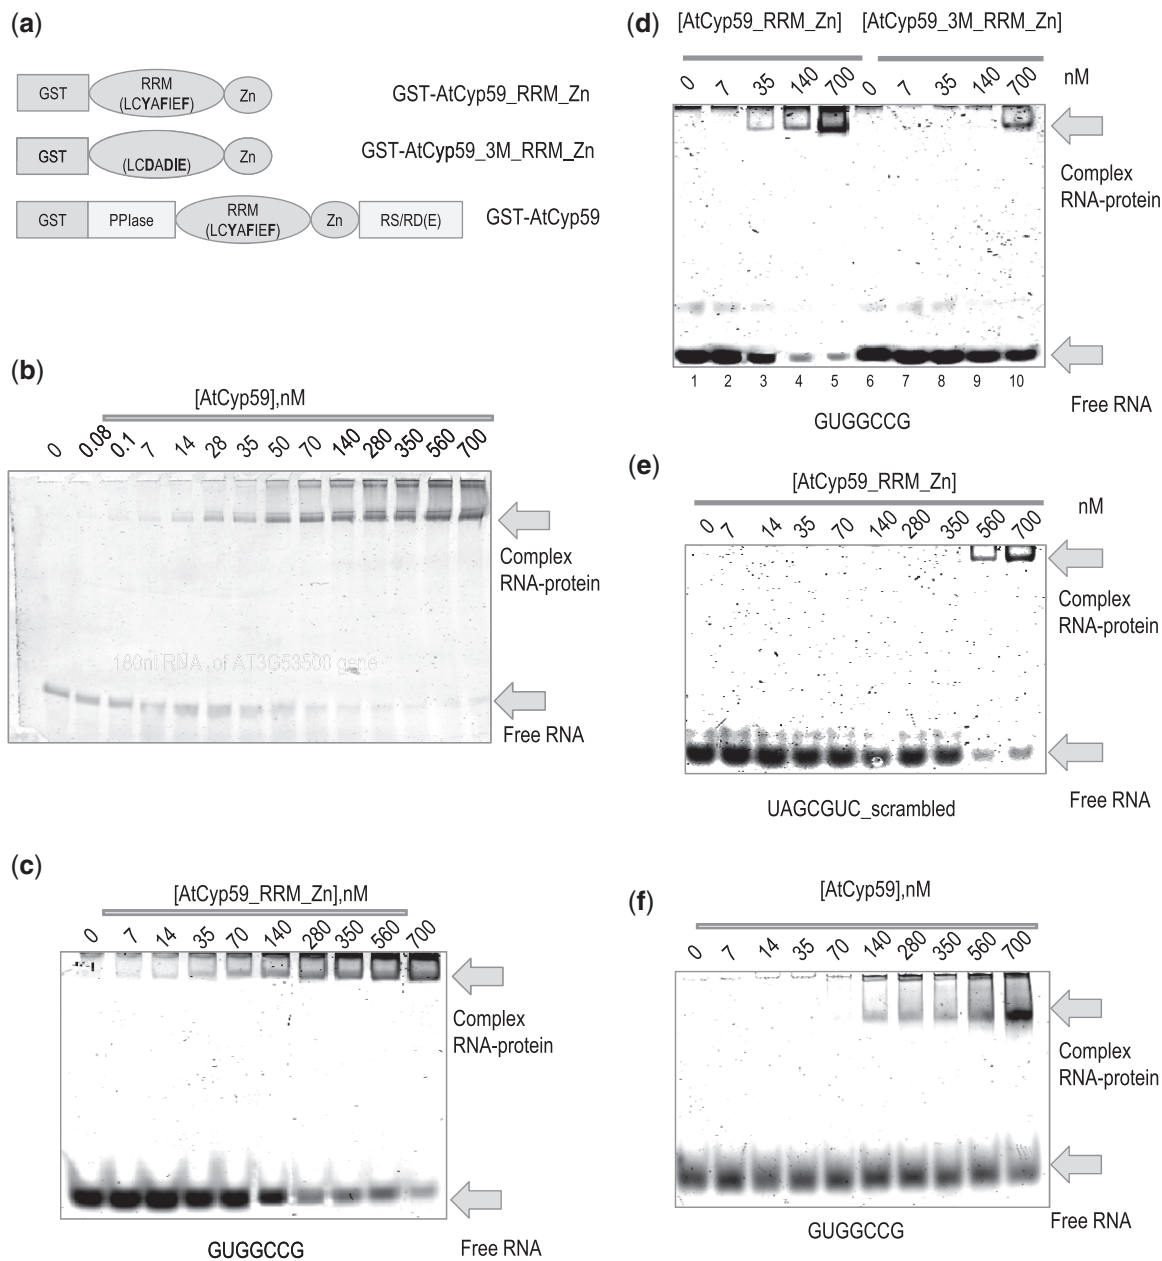 (a)
GST
RRM
(LCYAFIEF)
Zn
GST-AtCyp59_RRM_Zn
GST
(LCDADIE)
Zn
GST-AtCyp59_3M_RRM_Zn
GST
PPIase
RRM
(LCYAFIEF)
Zn
RS/RD(E)
GST-AtCyp59
(b)
[AtCyp59],nM
0 0.08 0.1 7 14 28 35 50 70 140 280 350 560 700
Complex
RNA-protein
180nt RNA of AT3G53500 gene
Free RNA
(c)
[AtCyp59_RRM_Zn],nM
0 7 14 35 70 140 280 350 560 700
Complex
RNA-protein
GUGGCCG
Free RNA
(d)
[AtCyp59_RRM_Zn] [AtCyp59_3M_RRM_Zn]
0 7 35 140 700 0 7 35 140 700 nM
Complex
RNA-protein
1 2 3 4 5 6 7 8 9 10
Free RNA
GUGGCCG
(e)
[AtCyp59_RRM_Zn]
0 7 14 35 70 140 280 350 560 700 nM
Complex
RNA-protein
Free RNA
UAGCGUC_scrambled
(f)
[AtCyp59],nM
0 7 14 35 70 140 280 350 560 700
Complex
RNA-protein
Free RNA
GUGGCCG